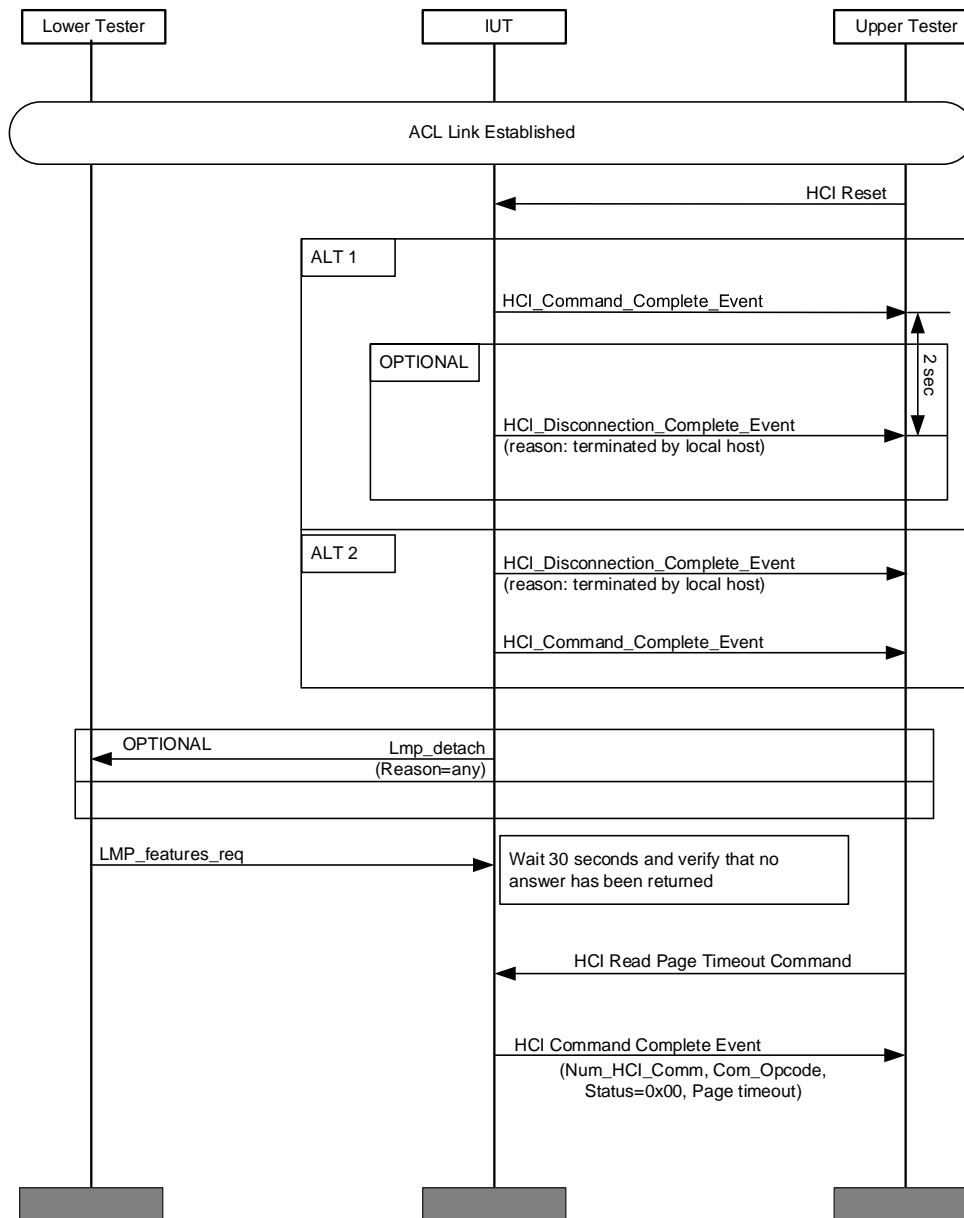 Lower Tester
IUT
Upper Tester
ACL Link Established
HCI Reset
ALT 1
HCI_Command_Complete_Event
OPTIONAL
2 sec
HCI_Disconnection_Complete_Event
(reason: terminated by local host)
ALT 2
HCI_Disconnection_Complete_Event
(reason: terminated by local host)
HCI_Command_Complete_Event
OPTIONAL
Lmp_detach
(Reason=any)
LMP_features_req
Wait 30 seconds and verify that no
answer has been returned
HCI Read Page Timeout Command
HCI Command Complete Event
(Num_HCI_Comm, Com_Opcode,
Status=0x00, Page timeout)